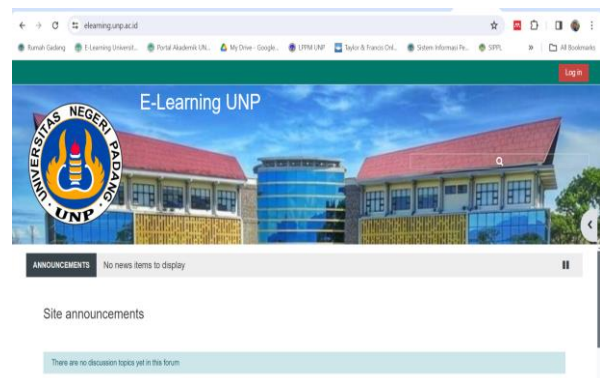 elearning.unp.ac.id
Rumah Gadang E-Learning Universit... Portal Akademik UN... My Drive - Google... LPPM UNP Taylor & Francis Onl... Sistem Informasi Pe... SIPPL » All Bookmarks
Log in
E-Learning UNP
UNIVERSITAS NEGERI PADANG
UNP
ANNOUNCEMENTS No news items to display
Site announcements
There are no discussion topics yet in this forum